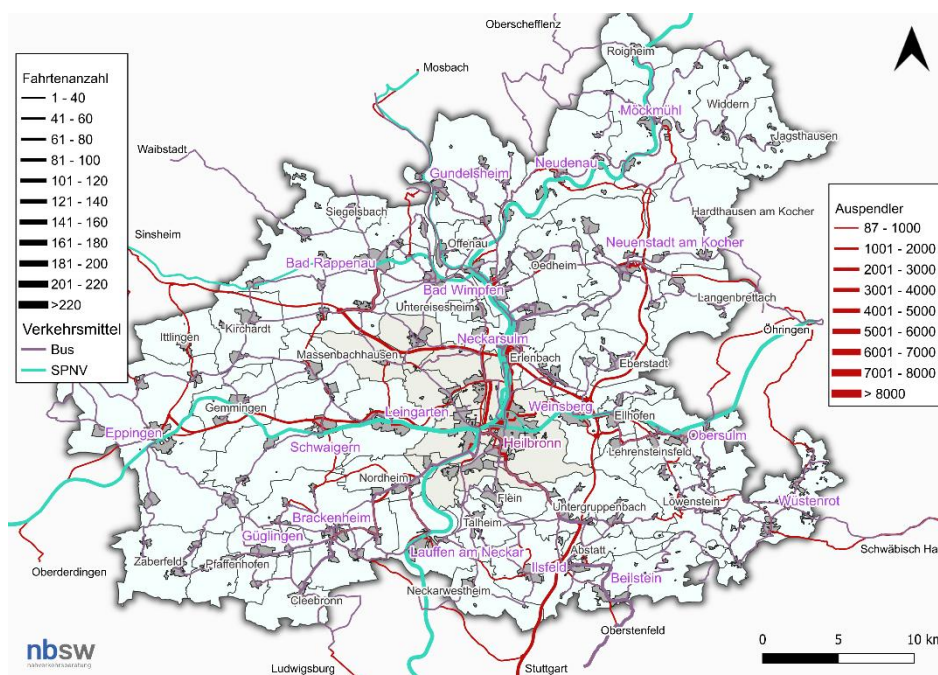 Oberschefflenz
Roigheim
Mosbach
Möckmühl
Widdern
Jagsthausen
Waibstadt
Neudenau
Gundelsheim
Siegelsbach
Hardthausen am Kocher
Sinsheim
Offenau
Neuenstadt am Kocher
Bad Rappenau
Oedheim
Bad Wimpfen
Langenbrettach
Untereisesheim
Kirchardt
Öhringen
Ittlingen
Neckarsulm
Massenbachhausen
Erlenbach
Eberstadt
Gemmingen
Leingarten
Weinsberg
Ellhofen
Eppingen
Schwaigern
Heilbronn
Obersulm
Lehrensteinsfeld
Nordheim
Flein
Löwenstein
Wüstenrot
Untergruppenbach
Brackenheim
Talheim
Güglingen
Schwäbisch Ha
Lauffen am Neckar
Abstatt
Zaberfeld
Pfaffenhofen
Ilsfeld
Beilstein
Oberderdingen
Neckarwestheim
Cleebronn
Oberstenfeld
Ludwigsburg
Stuttgart
Fahrtenanzahl
1 - 40
41 - 60
61 - 80
81 - 100
101 - 120
121 - 140
141 - 160
161 - 180
181 - 200
201 - 220
>220
Verkehrsmittel
Bus
SPNV
Auspendler
87 - 1000
1001 - 2000
2001 - 3000
3001 - 4000
4001 - 5000
5001 - 6000
6001 - 7000
7001 - 8000
> 8000
nbsw
nahverkehrsberatung
0 5 10 km